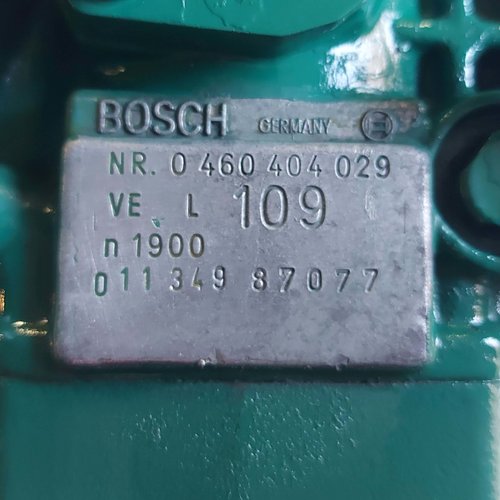 BOSCH GERMANY
NR. 0 460 404 029
VE L 109
n 1900
011 349 87077